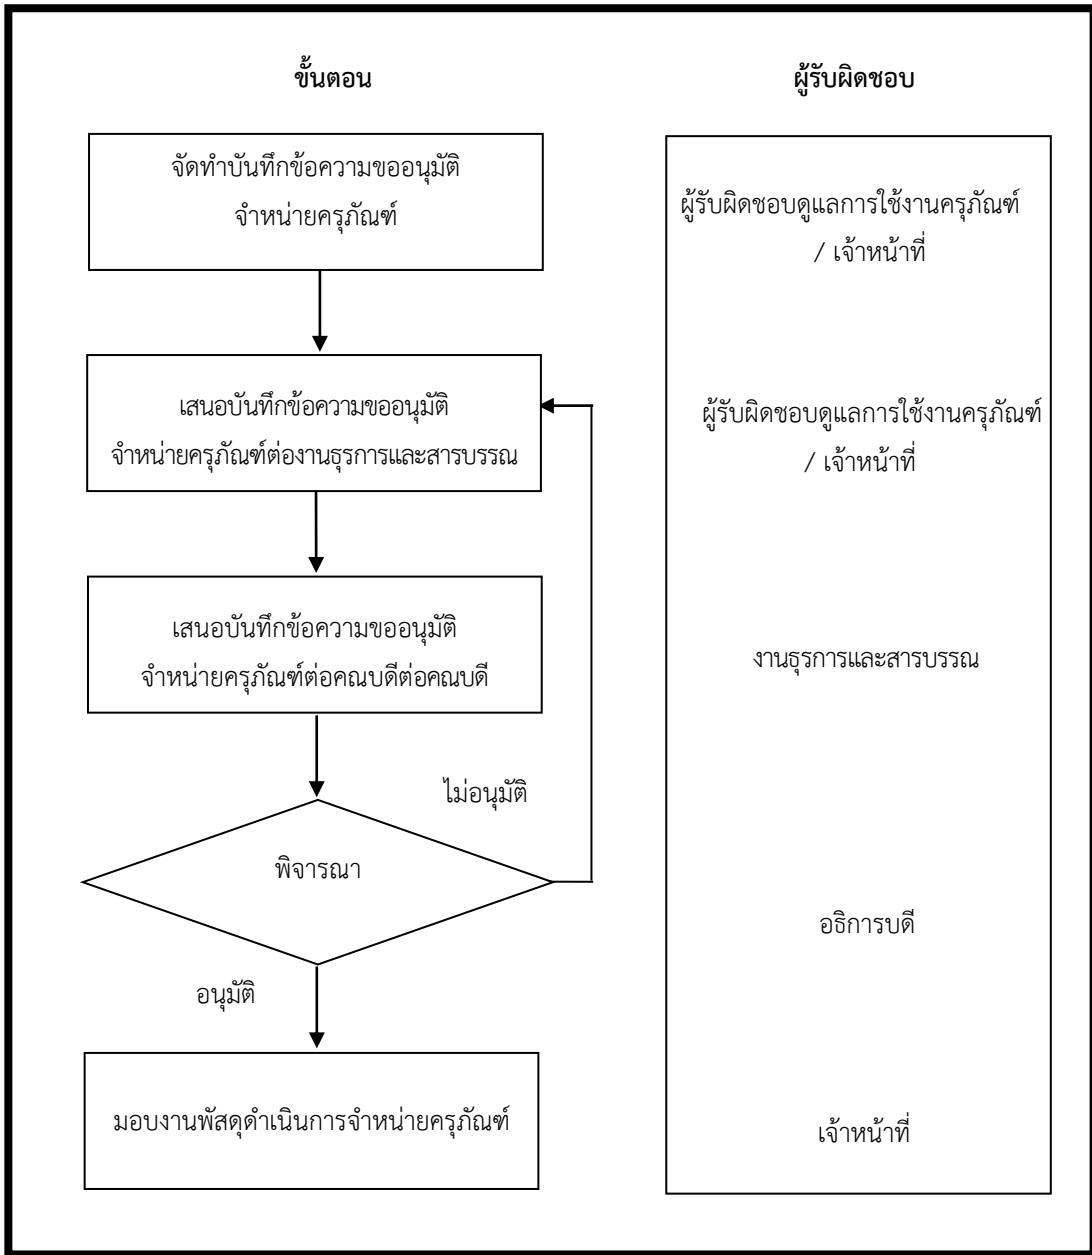 ขั้นตอน
ผู้รับผิดชอบ
จัดทำบันทึกข้อความขออนุมัติ
จำหน่ายครุภัณฑ์
ผู้รับผิดชอบดูแลการใช้งานครุภัณฑ์
/ เจ้าหน้าที่
เสนอบันทึกข้อความขออนุมัติ
จำหน่ายครุภัณฑ์ต่องานธุรการและสารบรรณ
ผู้รับผิดชอบดูแลการใช้งานครุภัณฑ์
/ เจ้าหน้าที่
เสนอบันทึกข้อความขออนุมัติ
จำหน่ายครุภัณฑ์ต่อคณบดีต่อคณบดี
งานธุรการและสารบรรณ
ไม่อนุมัติ
พิจารณา
อธิการบดี
อนุมัติ
มอบงานพัสดุดำเนินการจำหน่ายครุภัณฑ์
เจ้าหน้าที่